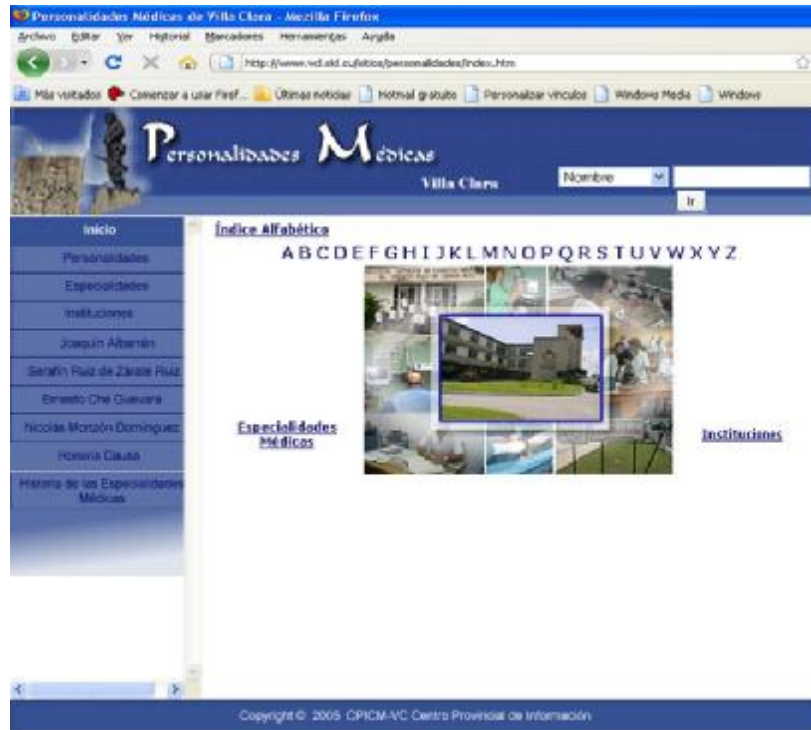 Personalidades Médicas de Villa Clara - Mozilla Firefox
Archivo Editar Ver Historial Marcadores Herramientas Ayuda
Más visitados Comenzar a usar Firef... Últimas noticias Hotmail gratuito Personalizar vínculos Windows Media Windows
Personalidades Médicas
Villa Clara
Nombre
Ir
Inicio
Personalidades
Especialidades
Instituciones
Joaquín Albarrán
Serafín Ruiz de Zárate Ruiz
Ernesto Che Guevara
Nicolás Monzón Domínguez
Honoris Causa
Historia de las Especialidades
Médicas
Índice Alfabético
A B C D E F G H I J K L M N O P Q R S T U V W X Y Z
Especialidades
Médicas
Instituciones
Copyright © 2005 CPICM-VC Centro Provincial de Información